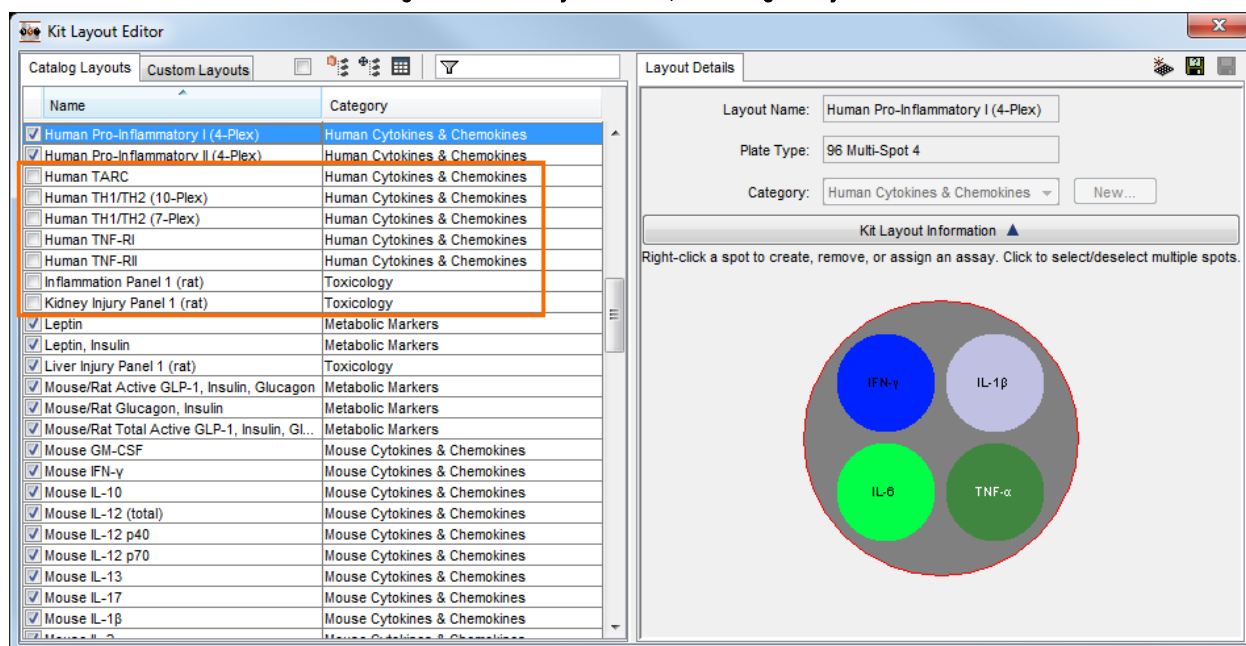 Kit Layout Editor
Catalog Layouts Custom Layouts
Name Category
Human Pro-Inflammatory I (4-Plex) Human Cytokines & Chemokines
Human Pro-Inflammatory II (4-Plex) Human Cytokines & Chemokines
Human TARC Human Cytokines & Chemokines
Human TH1/TH2 (10-Plex) Human Cytokines & Chemokines
Human TH1/TH2 (7-Plex) Human Cytokines & Chemokines
Human TNF-RI Human Cytokines & Chemokines
Human TNF-RII Human Cytokines & Chemokines
Inflammation Panel 1 (rat) Toxicology
Kidney Injury Panel 1 (rat) Toxicology
Leptin Metabolic Markers
Leptin, Insulin Metabolic Markers
Liver Injury Panel 1 (rat) Toxicology
Mouse/Rat Active GLP-1, Insulin, Glucagon Metabolic Markers
Mouse/Rat Glucagon, Insulin Metabolic Markers
Mouse/Rat Total Active GLP-1, Insulin, Gl... Metabolic Markers
Mouse GM-CSF Mouse Cytokines & Chemokines
Mouse IFN-γ Mouse Cytokines & Chemokines
Mouse IL-10 Mouse Cytokines & Chemokines
Mouse IL-12 (total) Mouse Cytokines & Chemokines
Mouse IL-12 p40 Mouse Cytokines & Chemokines
Mouse IL-12 p70 Mouse Cytokines & Chemokines
Mouse IL-13 Mouse Cytokines & Chemokines
Mouse IL-17 Mouse Cytokines & Chemokines
Mouse IL-1β Mouse Cytokines & Chemokines
Layout Details
Layout Name: Human Pro-Inflammatory I (4-Plex)
Plate Type: 96 Multi-Spot 4
Category: Human Cytokines & Chemokines New...
Kit Layout Information
Right-click a spot to create, remove, or assign an assay. Click to select/deselect multiple spots.
IFN-γ IL-1β
IL-6 TNF-α